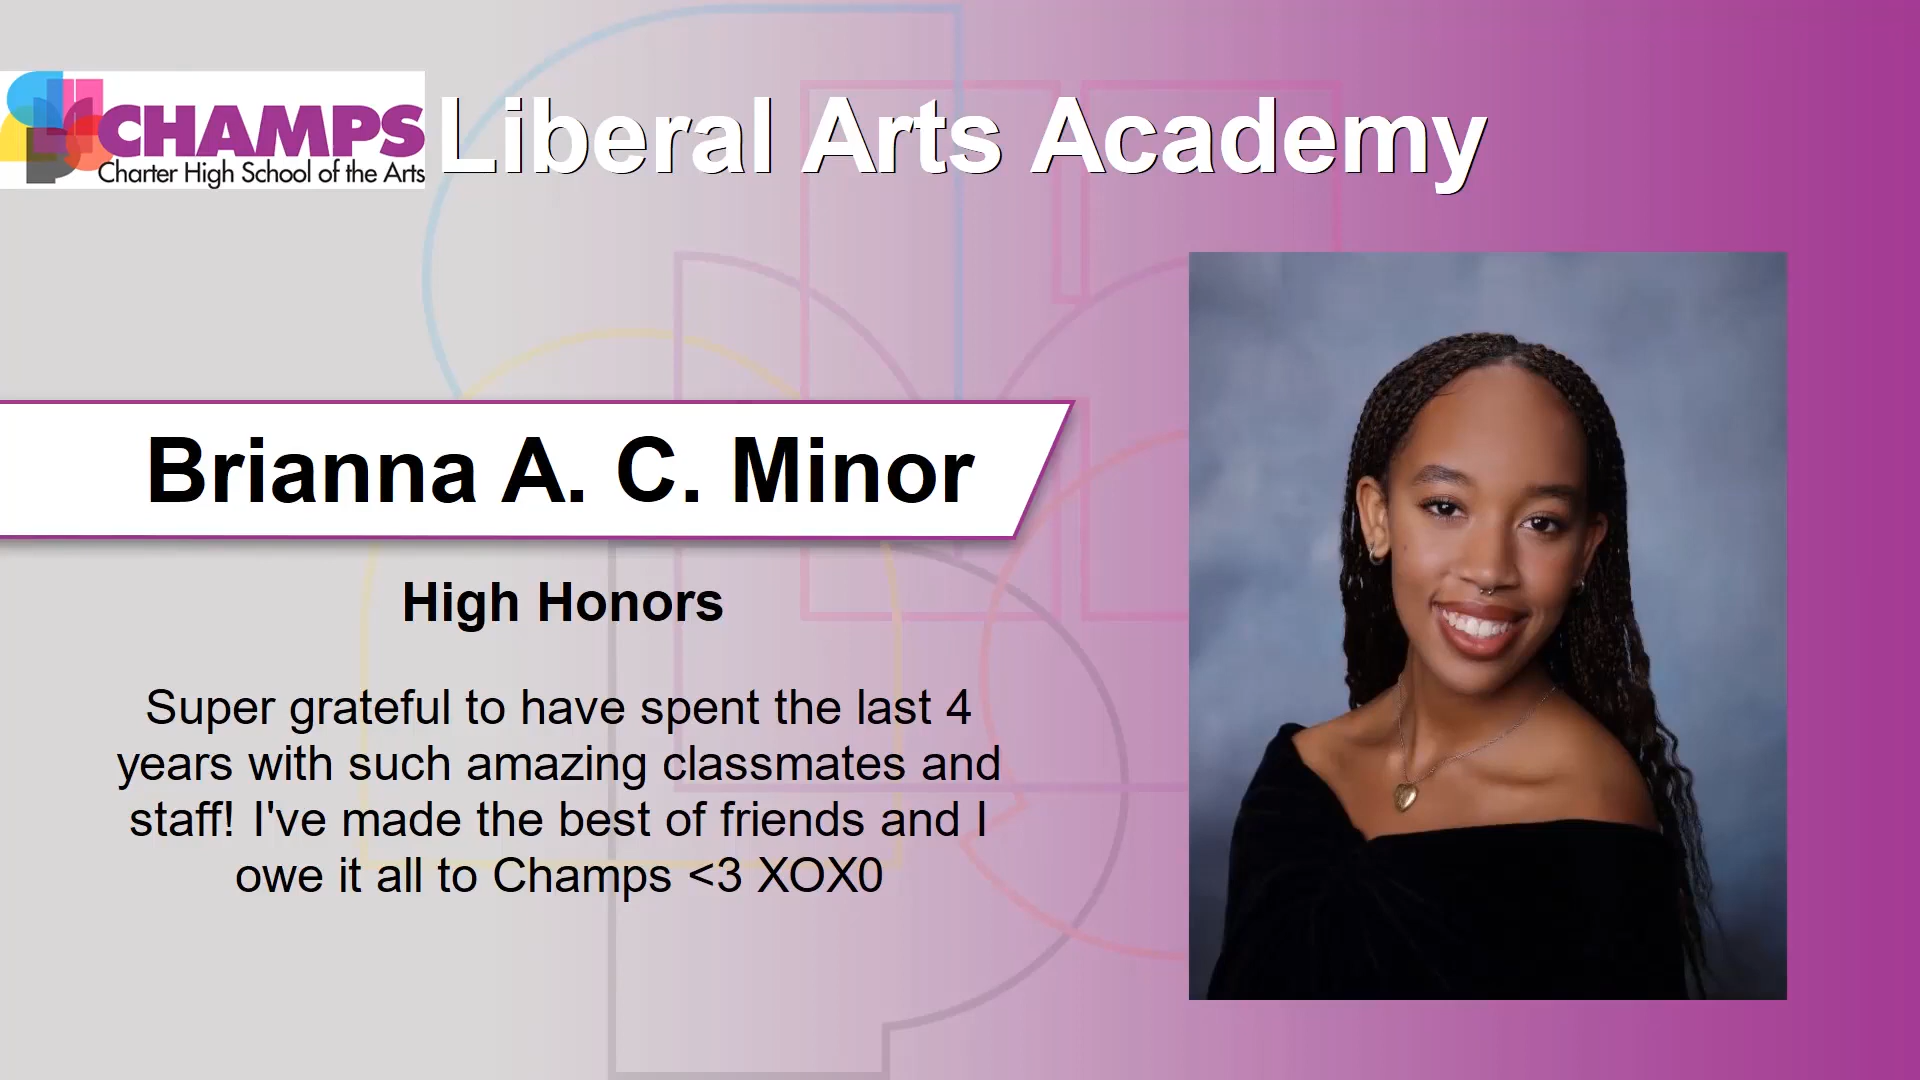 CHAMPS
Charter High School of the Arts
Liberal Arts Academy
Brianna A. C. Minor
High Honors
Super grateful to have spent the last 4
years with such amazing classmates and
staff! I've made the best of friends and I
owe it all to Champs <3 XOX0